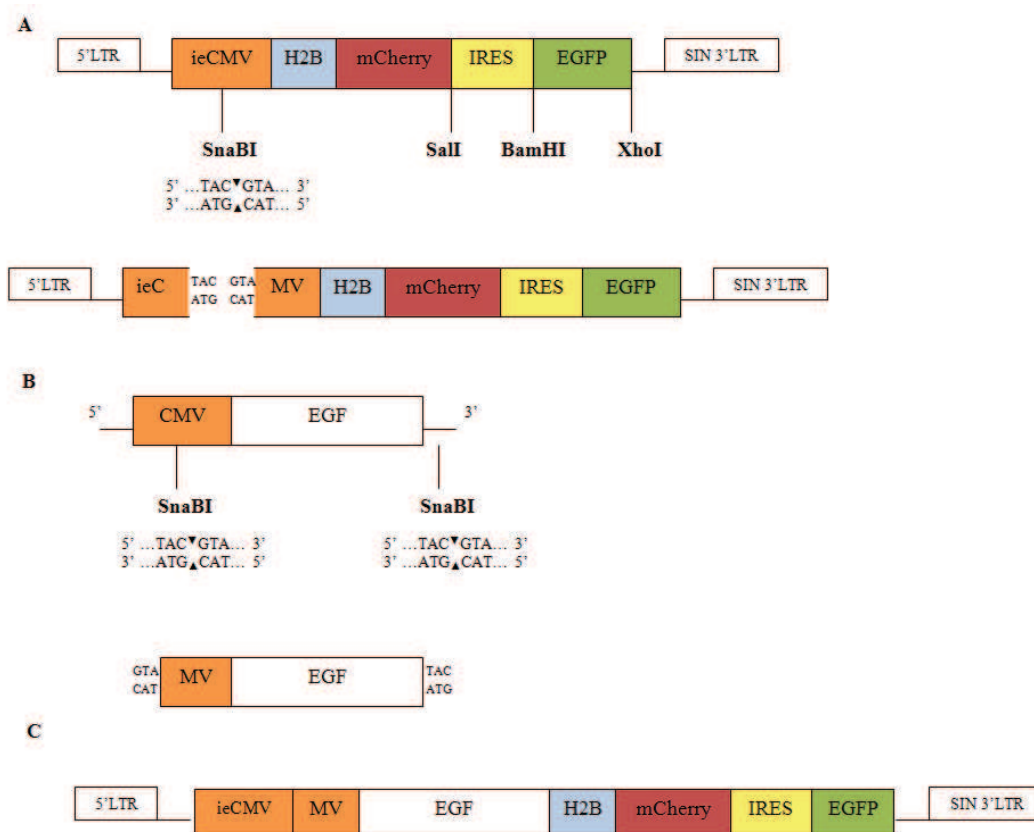 A
5'LTR ieCMV H2B mCherry IRES EGFP SIN 3'LTR
SnaBI SalI BamHI XhoI
5' ...TAC▼GTA... 3'
3' ...ATG▲CAT... 5'
5'LTR ieC TAC GTA MV H2B mCherry IRES EGFP SIN 3'LTR
ATG CAT
B
5' CMV EGF 3'
SnaBI SnaBI
5' ...TAC▼GTA... 3' 5' ...TAC▼GTA... 3'
3' ...ATG▲CAT... 5' 3' ...ATG▲CAT... 5'
GTA MV EGF TAC
CAT ATG
C
5'LTR ieCMV MV EGF H2B mCherry IRES EGFP SIN 3'LTR